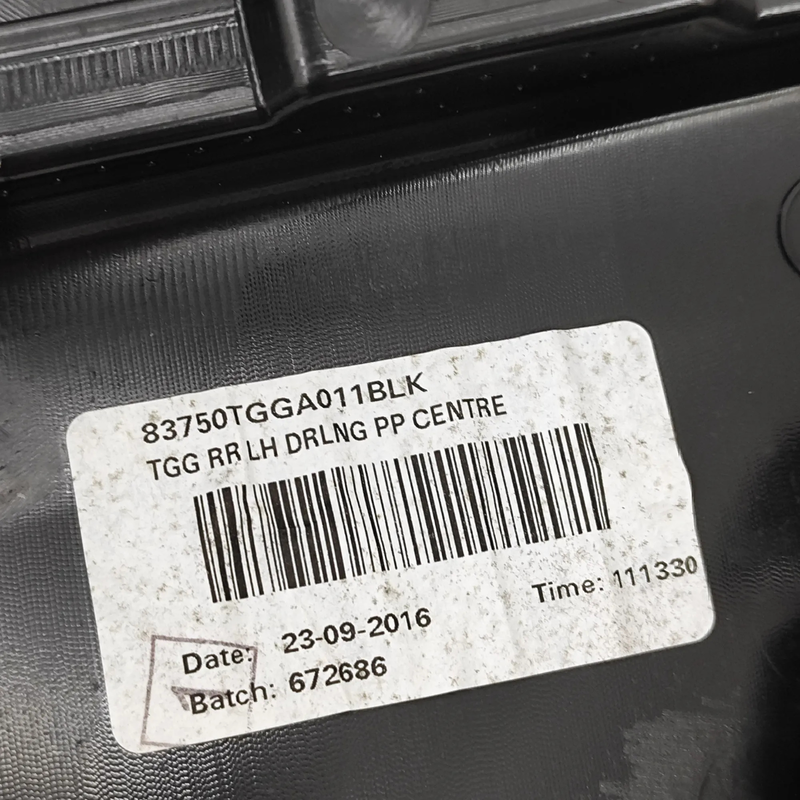 83750TGGA011BLK
TGG RR LH DRLNG PP CENTRE
Date: 23-09-2016 Time: 111330
Batch: 672686